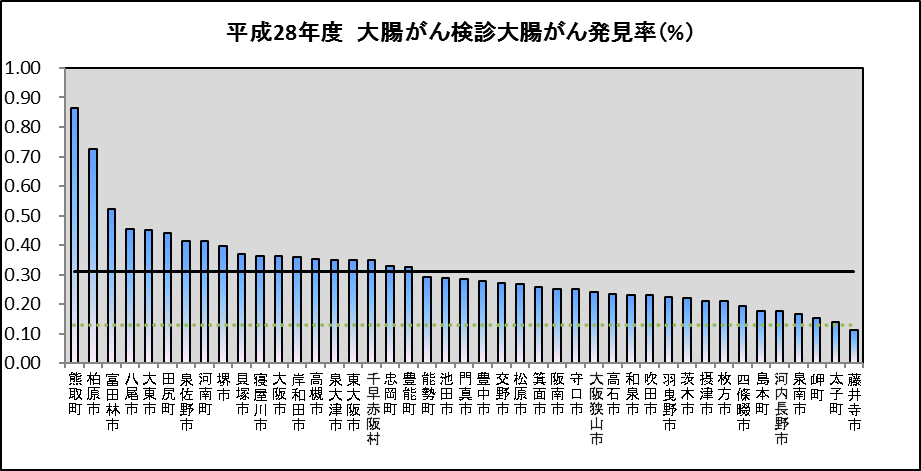 平成28年度 大腸がん検診大腸がん発見率(%)
1.00
0.90
0.80
0.70
0.60
0.50
0.40
0.30
0.20
0.10
0.00
熊取町
柏原市
富田林市
八尾市
大東市
田尻町
泉佐野市
河南町
堺市
貝塚市
寝屋川市
大阪市
岸和田市
高槻市
泉大津市
東大阪市
千早赤阪村
忠岡町
豊能町
能勢町
池田市
門真市
豊中市
交野市
松原市
箕面市
阪南市
守口市
大阪狭山市
高石市
和泉市
吹田市
羽曳野市
茨木市
摂津市
枚方市
四條畷市
島本町
河内長野市
泉南市
岬町
太子町
藤井寺市